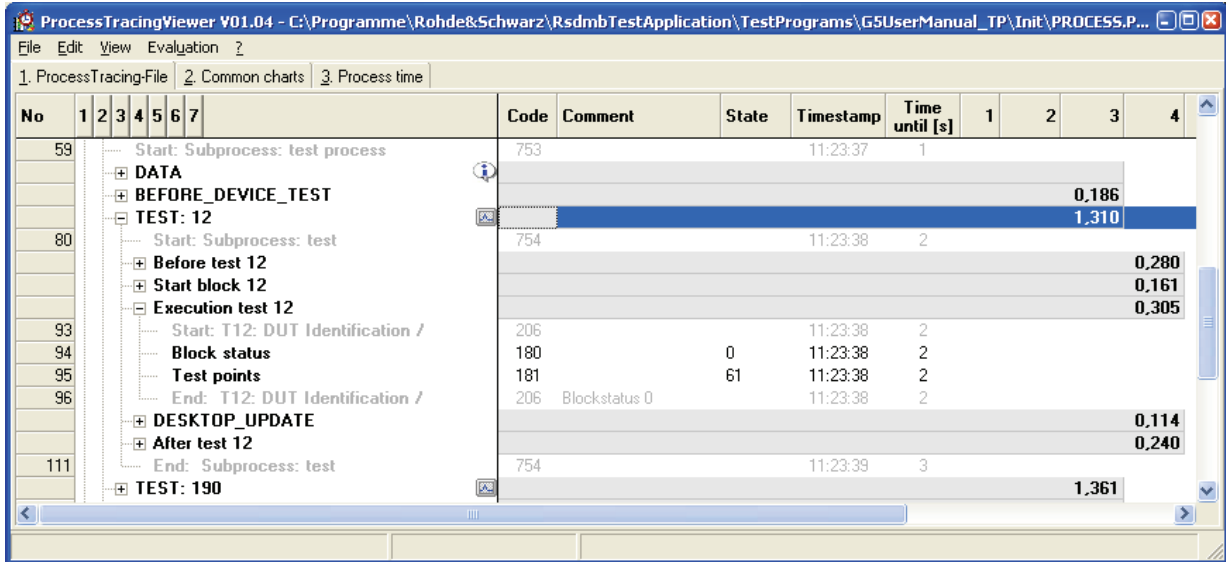 ProcessTracingViewer V01.04 - C:\Programme\Rohde&Schwarz\RsdmbTestApplication\TestPrograms\G5UserManual_TP\Init\PROCESS.P...
File Edit View Evaluation ?
1. ProcessTracing-File 2. Common charts 3. Process time
No 1 2 3 4 5 6 7 Code Comment State Timestamp Time until [s] 1 2 3 4
59 Start: Subprocess: test process 753 11:23:37 1
DATA
BEFORE_DEVICE_TEST 0,186
TEST: 12 1,310
80 Start: Subprocess: test 754 11:23:38 2
Before test 12 0,280
Start block 12 0,161
Execution test 12 0,305
93 Start: T12: DUT Identification / 206 11:23:38 2
94 Block status 180 0 11:23:38 2
95 Test points 181 61 11:23:38 2
96 End: T12: DUT Identification / 206 Blockstatus 0 11:23:38 2
DESKTOP_UPDATE 0,114
After test 12 0,240
111 End: Subprocess: test 754 11:23:39 3
TEST: 190 1,361